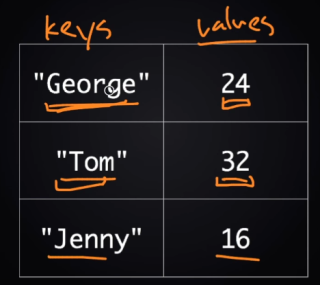 keys values
"George" 24
"Tom" 32
"Jenny" 16